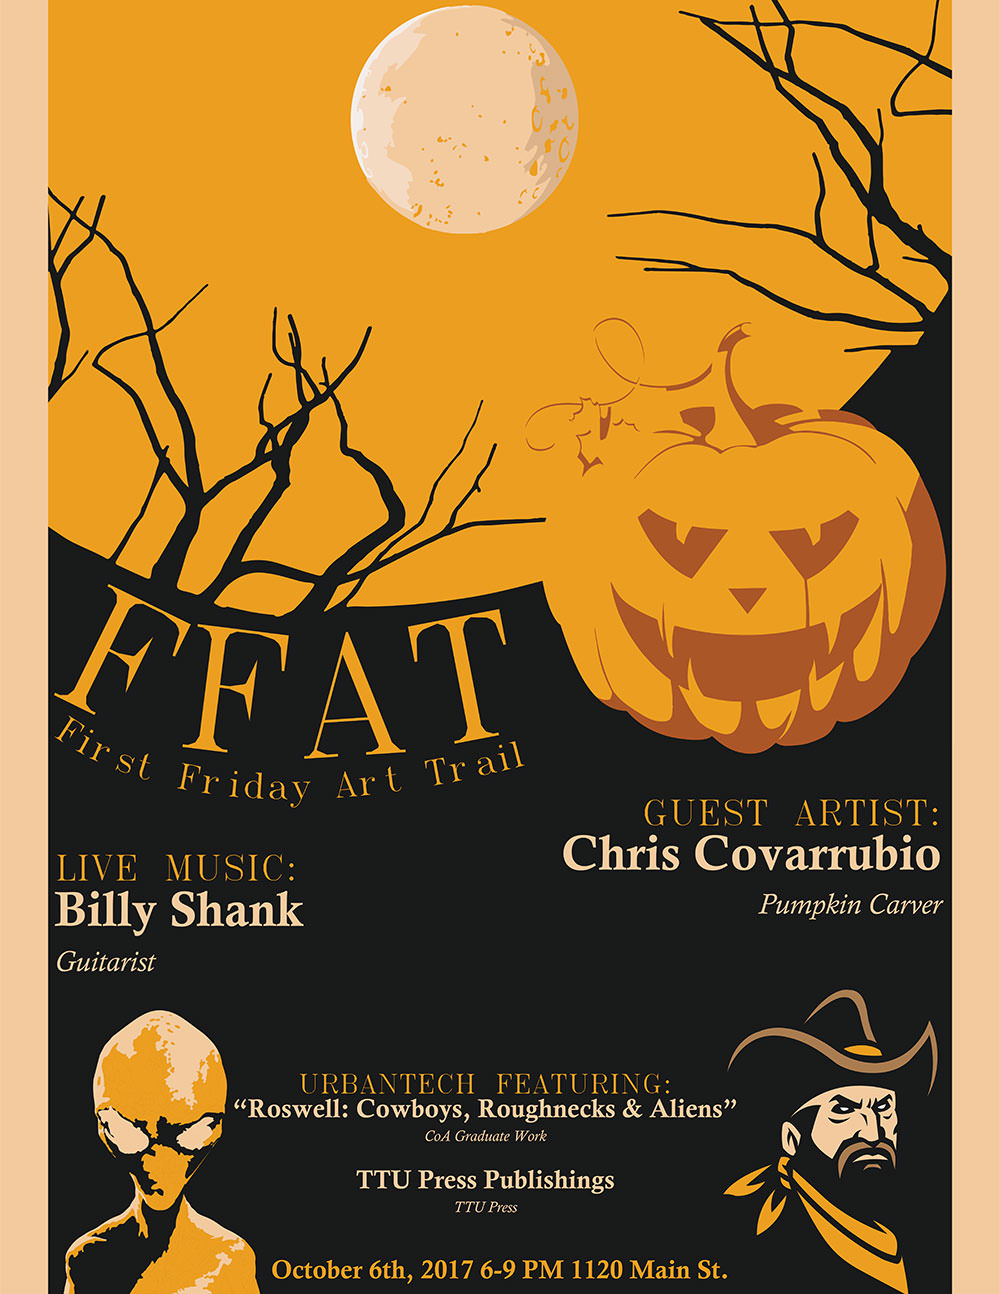 FFAT
First Friday Art Trail
GUEST ARTIST:
Chris Covarrubio
Pumpkin Carver
LIVE MUSIC:
Billy Shank
Guitarist
URBANTECH FEATURING:
“Roswell: Cowboys, Roughnecks & Aliens”
CoA Graduate Work
TTU Press Publishings
TTU Press
October 6th, 2017 6-9 PM 1120 Main St.